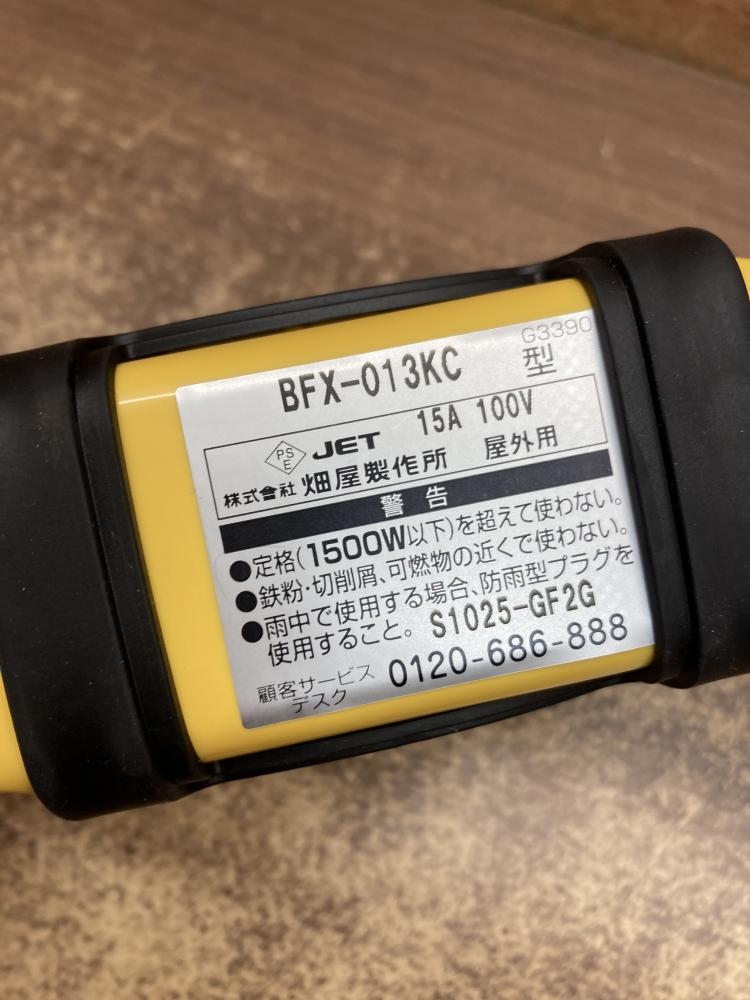 G3390
BFX-013KC 型
PS
E
JET 15A 100V
株式會社 畑屋製作所 屋外用
警告
●定格(1500W以下)を超えて使わない。
●鉄粉・切削屑、可燃物の近くで使わない。
●雨中で使用する場合、防雨型プラグを
使用すること。 S1025-GF2G
顧客サービス
デスク 0120-686-888